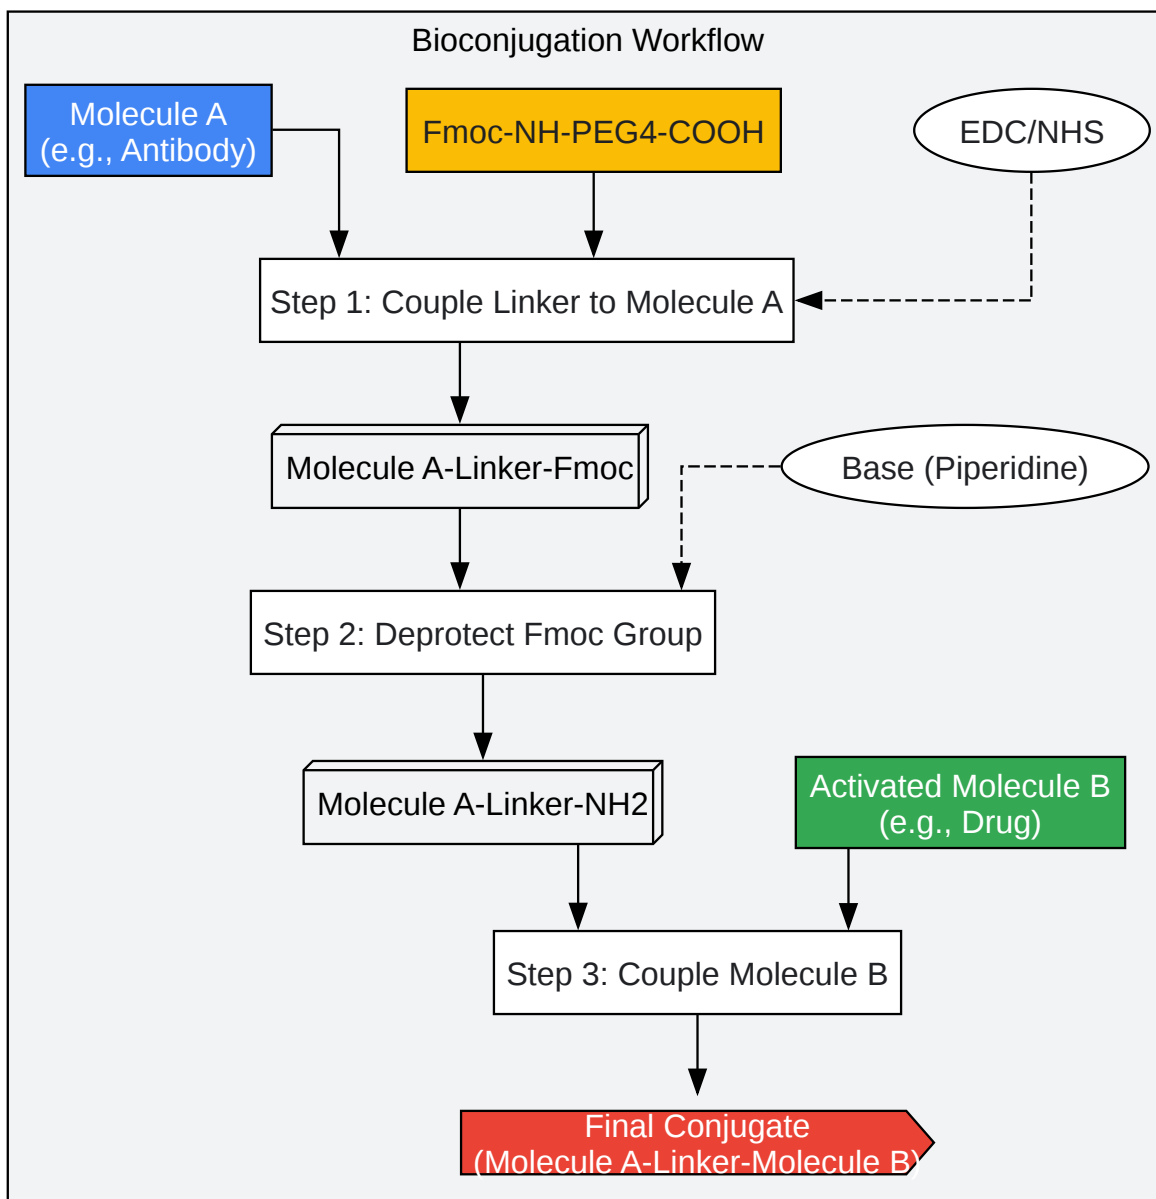 Bioconjugation Workflow
Molecule A
(e.g., Antibody)
Fmoc-NH-PEG4-COOH
EDC/NHS
Step 1: Couple Linker to Molecule A
Molecule A-Linker-Fmoc
Base (Piperidine)
Step 2: Deprotect Fmoc Group
Molecule A-Linker-NH2
Activated Molecule B
(e.g., Drug)
Step 3: Couple Molecule B
Final Conjugate
(Molecule A-Linker-Molecule B)